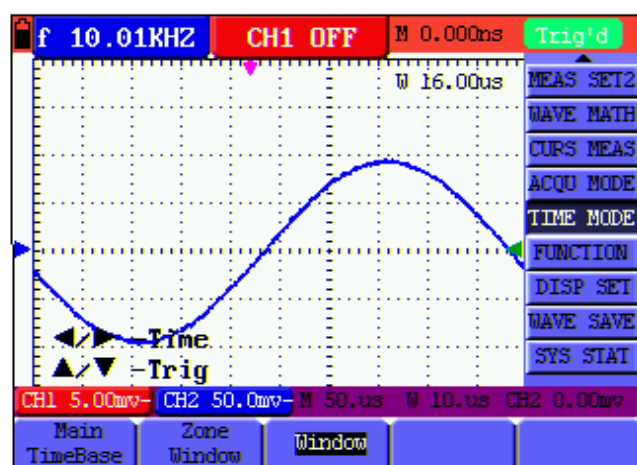 f 10.01KHZ CH1 OFF M 0.000ns Trig'd
W 16.00us
MEAS SET2
WAVE MATH
CURS MEAS
ACQU MODE
TIME MODE
FUNCTION
DISP SET
WAVE SAVE
SYS STAT
◀/▶ -Time
▲/▼ -Trig
CH1 5.00mv- CH2 50.0mv- M 50.us W 10.us CH2 0.00mv
Main TimeBase
Zone Window
Window